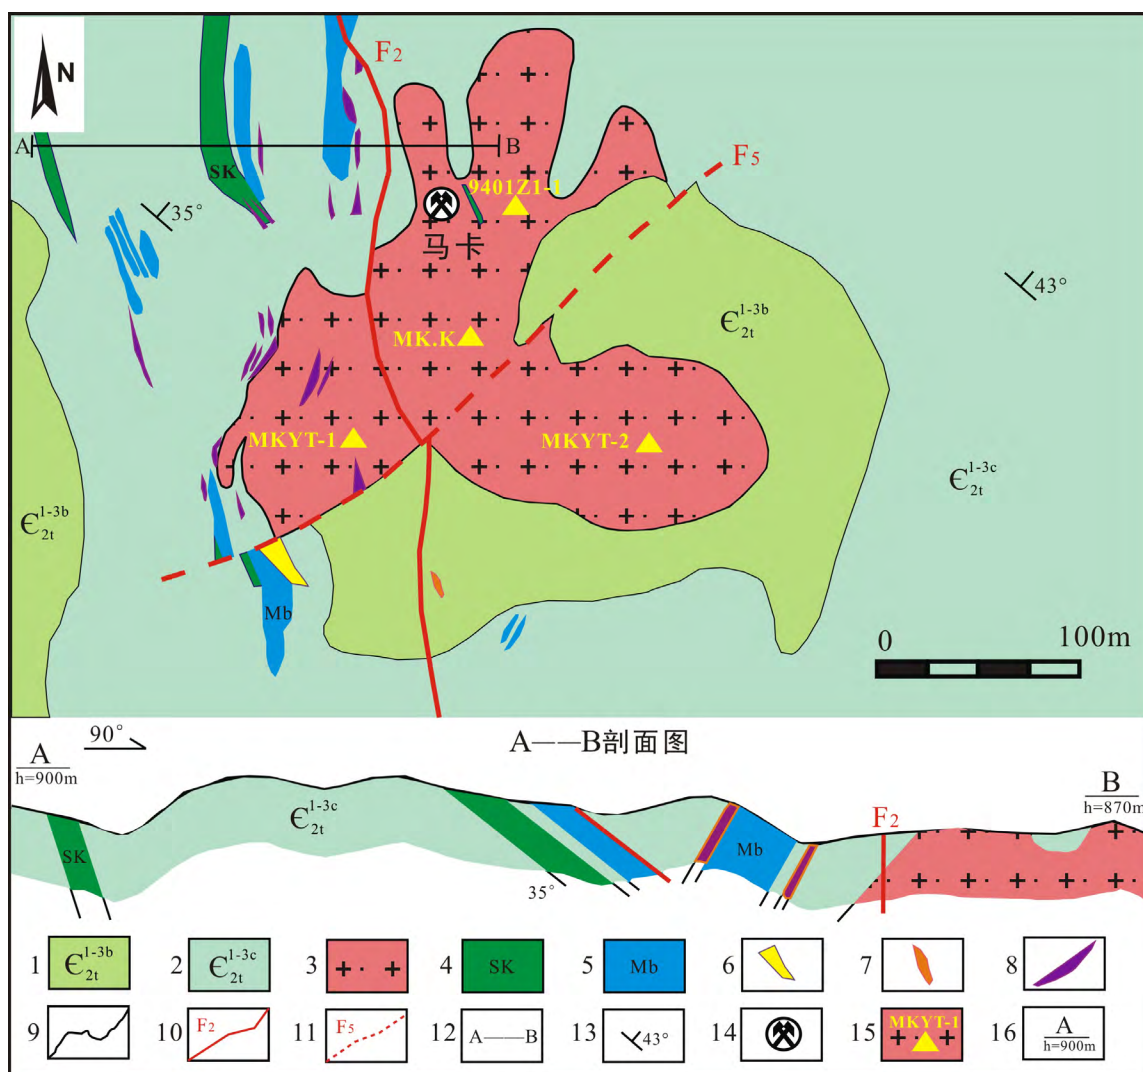 N
F2
A
B
SK
35°
9401Z1-1
F5
马卡
43°
Є2t1-3b
MK.K
MKYT-1
MKYT-2
Є2t1-3c
Є2t1-3b
Mb
0 100m
A
h=900m
90°
A——B剖面图
B
h=870m
Є2t1-3c
F2
SK
Mb
35°
1 Є2t1-3b 2 Є2t1-3c 3 4 SK 5 Mb 6 7 8
9 10 F2 11 F5 12 A——B 13 43° 14 15 MKYT-1 16 A
h=900m